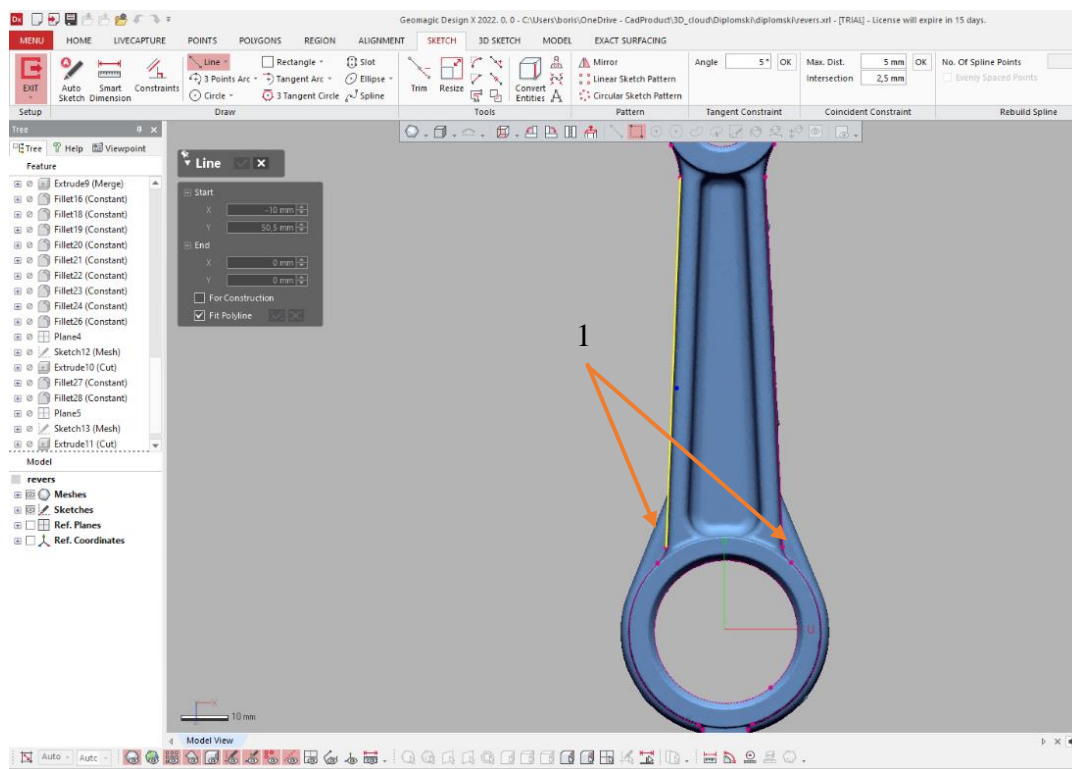 Geomagic Design X 2022. 0. 0 - C:\Users\boris\OneDrive - CadProduct\3D_cloud\Diplomski\diplomski\revers.xrl - [TRIAL] - License will expire in 15 days.
MENU HOME LIVECAPTURE POINTS POLYGONS REGION ALIGNMENT SKETCH 3D SKETCH MODEL EXACT SURFACING
Line Rectangle Slot Mirror Angle 5° OK Max. Dist. 5 mm OK No. Of Spline Points
3 Points Arc Tangent Arc Ellipse Linear Sketch Pattern Intersection 2,5 mm Evenly Spaced Points
EXIT Auto Sketch Smart Dimension Constraints Circle 3 Tangent Circle Spline Trim Resize Convert Entities Circular Sketch Pattern
Setup Draw Tools Pattern Tangent Constraint Coincident Constraint Rebuild Spline
Tree
Tree Help Viewpoint
Feature
Extrude9 (Merge)
Fillet16 (Constant)
Fillet18 (Constant)
Fillet19 (Constant)
Fillet20 (Constant)
Fillet21 (Constant)
Fillet22 (Constant)
Fillet23 (Constant)
Fillet24 (Constant)
Fillet26 (Constant)
Plane4
Sketch12 (Mesh)
Extrude10 (Cut)
Fillet27 (Constant)
Fillet28 (Constant)
Plane5
Sketch13 (Mesh)
Extrude11 (Cut)
Model
revers
Meshes
Sketches
Ref. Planes
Ref. Coordinates
Line
Start
X -10 mm
Y 50,5 mm
End
X 0 mm
Y 0 mm
For Construction
Fit Polyline
1
U
X
10 mm
Model View
Auto Auto